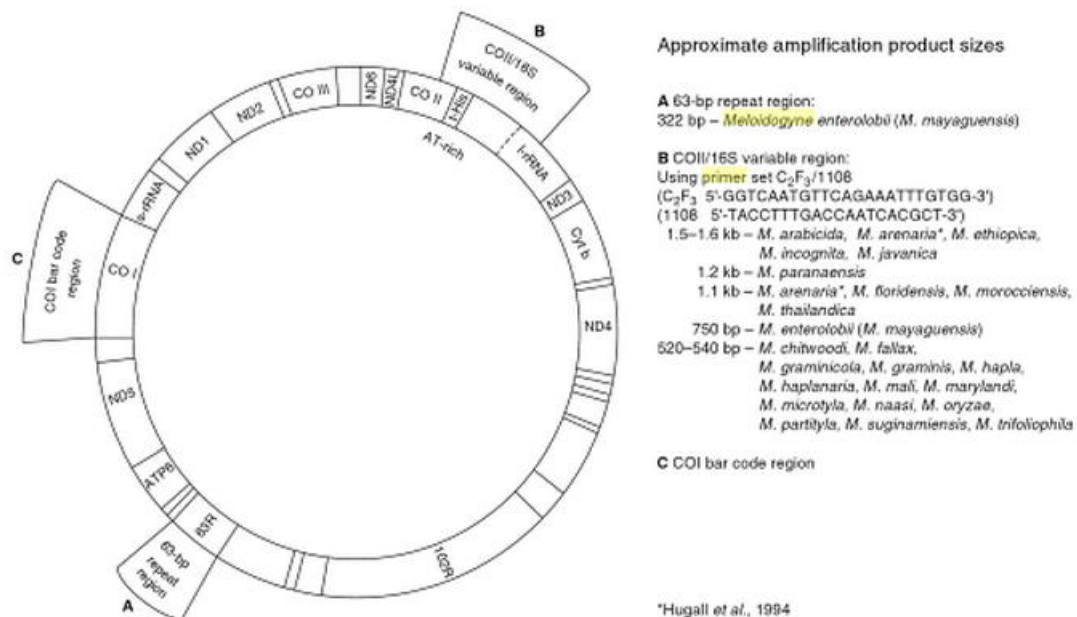 B
COII/16S
variable region
ND6
ND4L
CO II
t-His
AT-rich
CO III
ND2
ND1
s-rRNA
l-rRNA
ND3
Cyt b
ND4
C
COI bar code
region
CO I
ND5
ATP6
63R
63-bp
repeat
region
A
102R
Approximate amplification product sizes
A 63-bp repeat region:
322 bp – Meloidogyne enterolobii (M. mayaguensis)
B COII/16S variable region:
Using primer set C₂F₃/1108
(C₂F₃ 5'-GGTCAATGTTCAGAAATTTGTGG-3')
(1108 5'-TACCTTTGACCAATCACGCT-3')
1.5–1.6 kb – M. arabicida, M. arenaria*, M. ethiopica,
M. incognita, M. javanica
1.2 kb – M. paranaensis
1.1 kb – M. arenaria*, M. floridensis, M. morocciensis,
M. thailandica
750 bp – M. enterolobii (M. mayaguensis)
520–540 bp – M. chitwoodi, M. fallax,
M. graminicola, M. graminis, M. hapla,
M. haplanaria, M. mali, M. marylandi,
M. microtyla, M. naasi, M. oryzae,
M. partityla, M. suginamiensis, M. trifoliophila
C COI bar code region
*Hugall et al., 1994